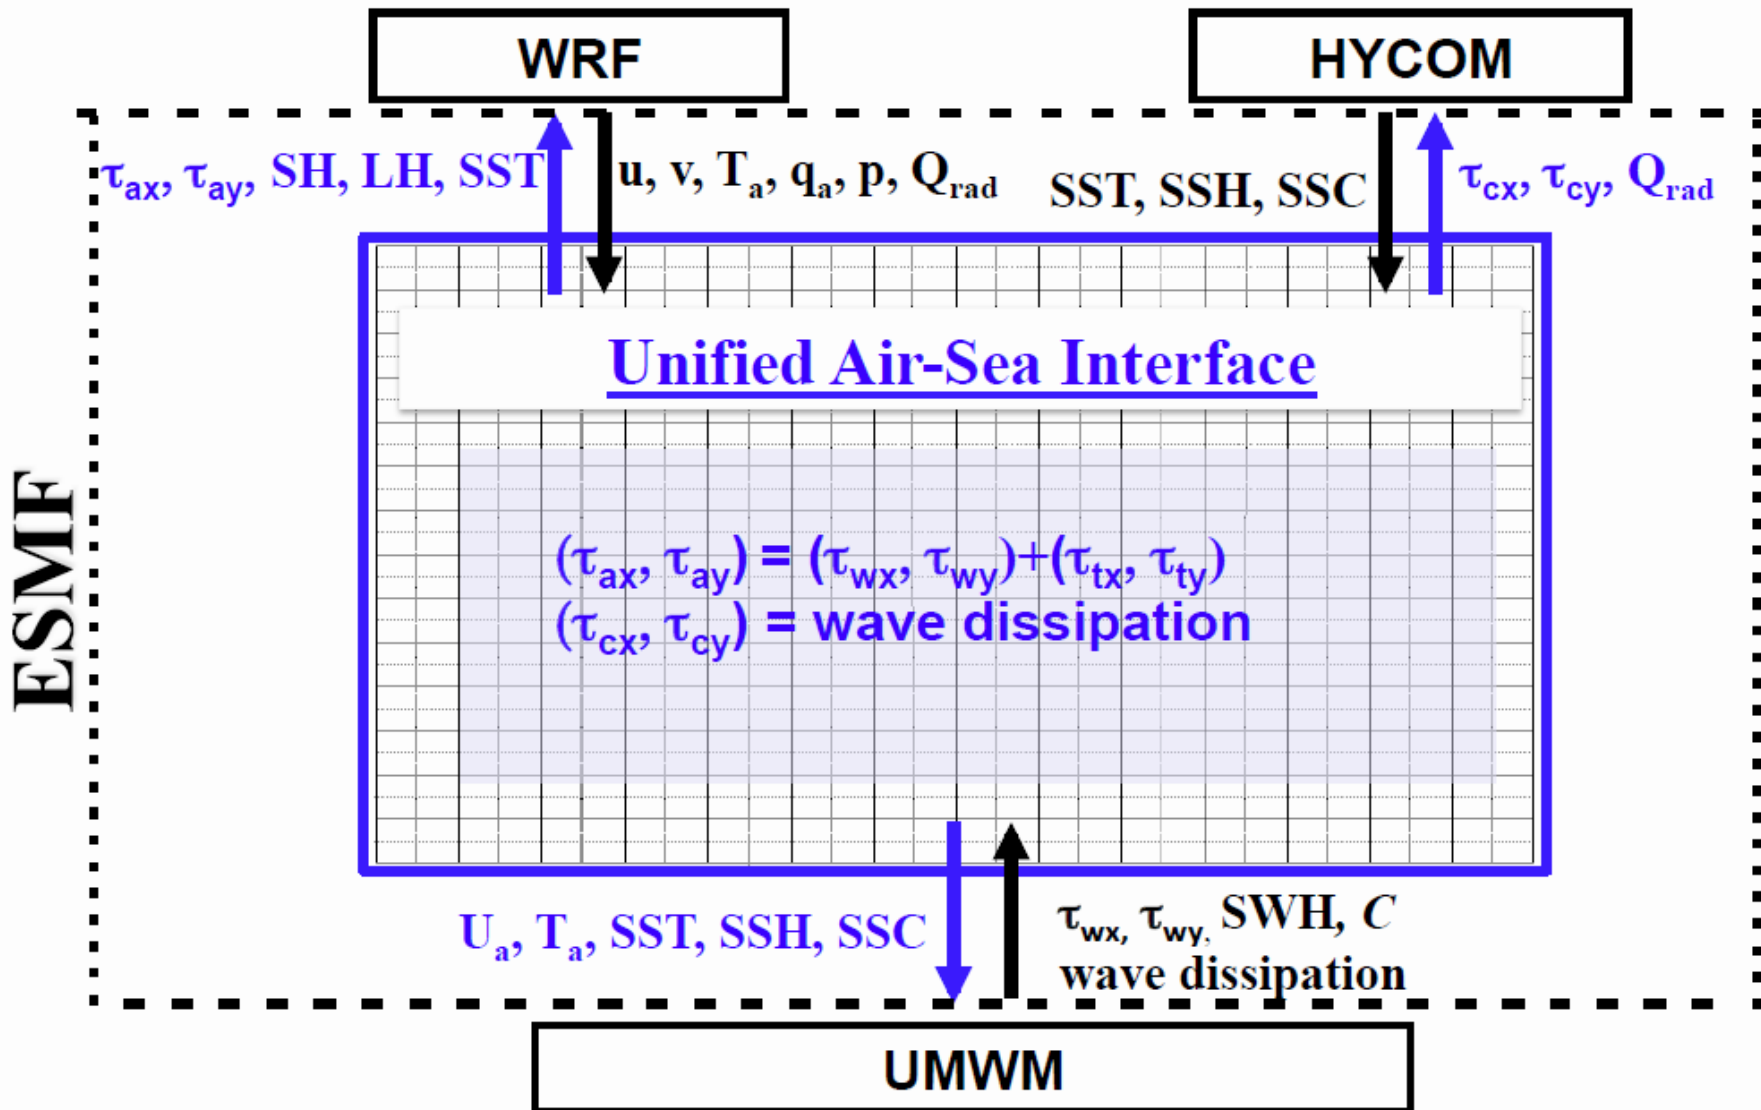 WRF
HYCOM
τax, τay, SH, LH, SST
u, v, Ta, qa, p, Qrad
SST, SSH, SSC
τcx, τcy, Qrad
Unified Air-Sea Interface
ESMF
(τax, τay) = (τwx, τwy)+(τtx, τty)
(τcx, τcy) = wave dissipation
Ua, Ta, SST, SSH, SSC
τwx, τwy, SWH, C
wave dissipation
UMWM